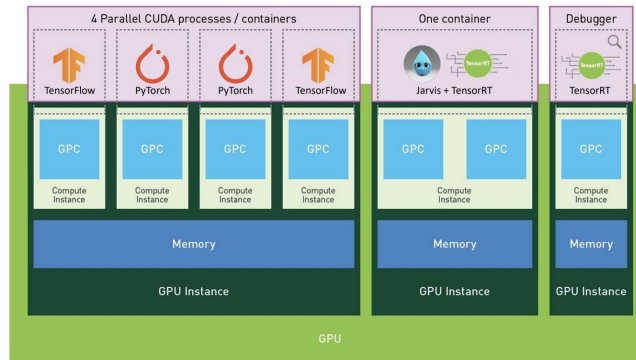 4 Parallel CUDA processes / containers
One container
Debugger
TensorFlow
PyTorch
PyTorch
TensorFlow
TensorRT
Jarvis + TensorRT
TensorRT
TensorRT
GPC
GPC
GPC
GPC
GPC
GPC
GPC
Compute
Instance
Compute
Instance
Compute
Instance
Compute
Instance
Compute
Instance
Compute
Instance
Memory
Memory
Memory
GPU Instance
GPU Instance
GPU Instance
GPU